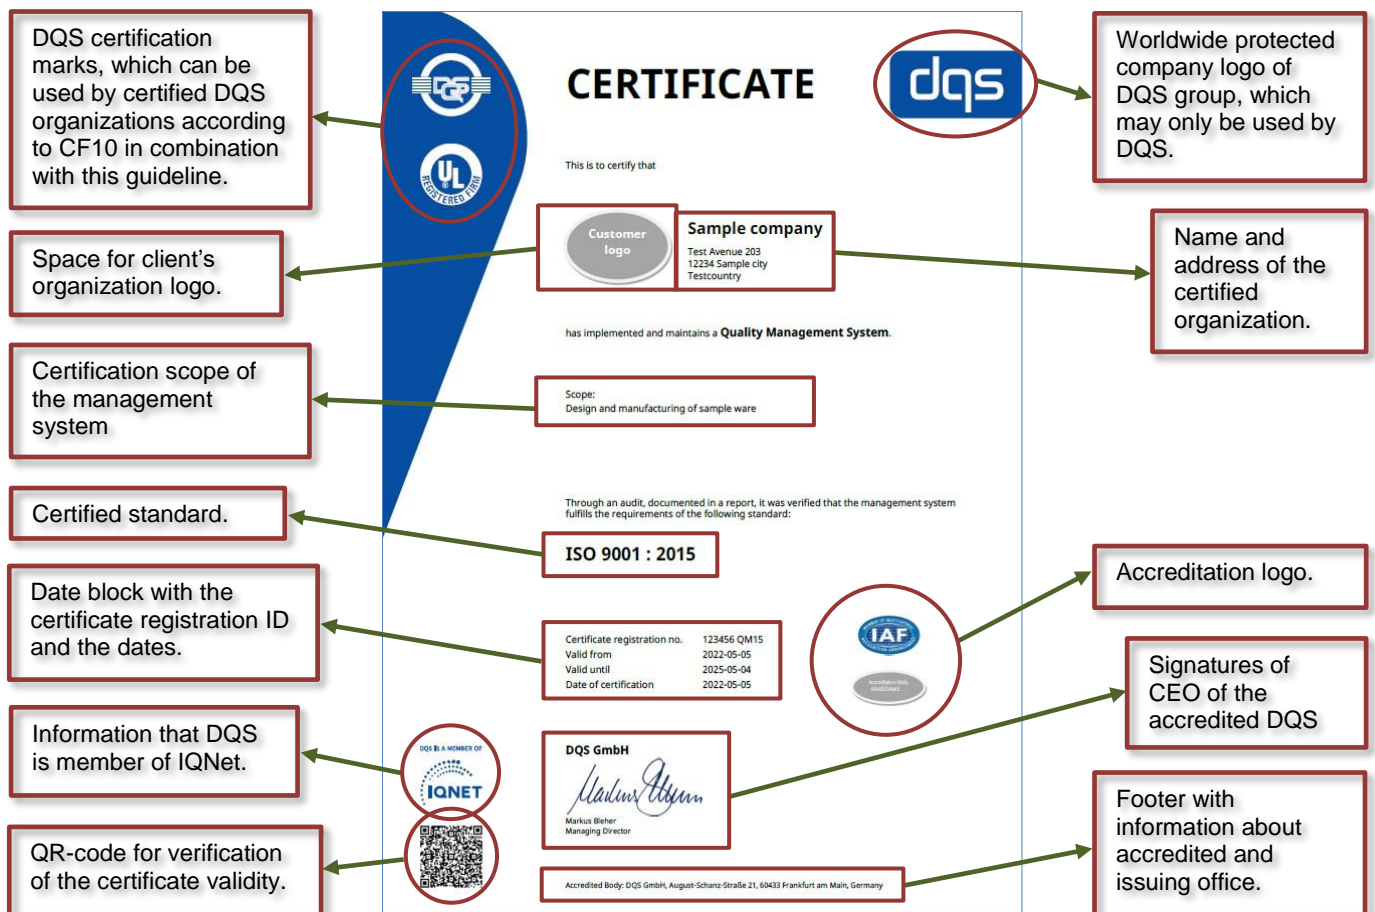 DQS certification
marks, which can be
used by certified DQS
organizations according
to CF10 in combination
with this guideline.
Space for client's
organization logo.
Certification scope of
the management
system
Certified standard.
Date block with the
certificate registration ID
and the dates.
Information that DQS
is member of IQNet.
QR-code for verification
of the certificate validity.
DQS
UL
®
REGISTERED FIRM
CERTIFICATE
dqs
This is to certify that
Customer
logo
Sample company
Test Avenue 203
12234 Sample city
Testcountry
has implemented and maintains a Quality Management System.
Scope:
Design and manufacturing of sample ware
Through an audit, documented in a report, it was verified that the management system
fulfills the requirements of the following standard:
ISO 9001 : 2015
Certificate registration no. 123456 QM15
Valid from 2022-05-05
Valid until 2025-05-04
Date of certification 2022-05-05
IAF
Accreditation Body
DQS IS A MEMBER OF
IQNET
DQS GmbH
Markus Bleher
Managing Director
Accredited Body: DQS GmbH, August-Schanz-Straße 21, 60433 Frankfurt am Main, Germany
Worldwide protected
company logo of
DQS group, which
may only be used by
DQS.
Name and
address of the
certified
organization.
Accreditation logo.
Signatures of
CEO of the
accredited DQS
Footer with
information about
accredited and
issuing office.